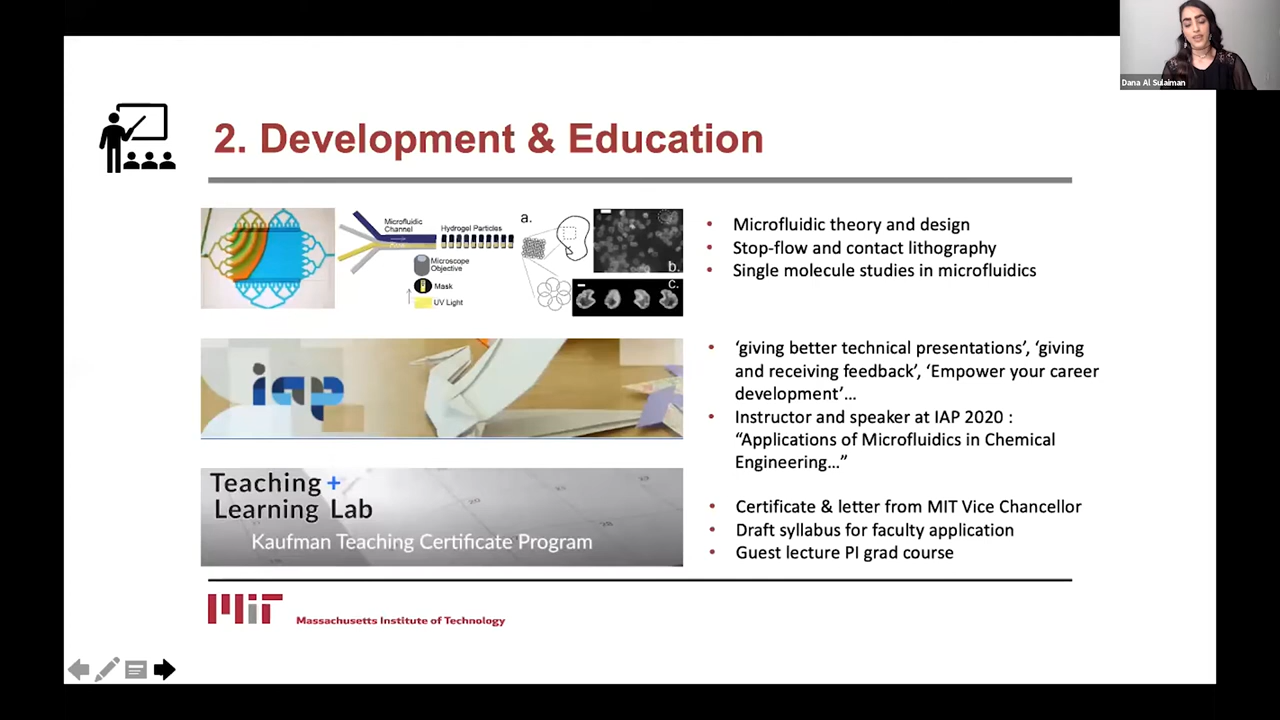 Dana Al Sulaiman
2. Development & Education
Microfluidic
Channel
Hydrogel Particles
Microscope
Objective
Mask
UV Light
a.
b.
c.
• Microfluidic theory and design
• Stop-flow and contact lithography
• Single molecule studies in microfluidics
iap
• ‘giving better technical presentations’, ‘giving
and receiving feedback’, ‘Empower your career
development’…
• Instructor and speaker at IAP 2020 :
“Applications of Microfluidics in Chemical
Engineering…”
Teaching +
Learning Lab
Kaufman Teaching Certificate Program
• Certificate & letter from MIT Vice Chancellor
• Draft syllabus for faculty application
• Guest lecture PI grad course
MIT
Massachusetts Institute of Technology